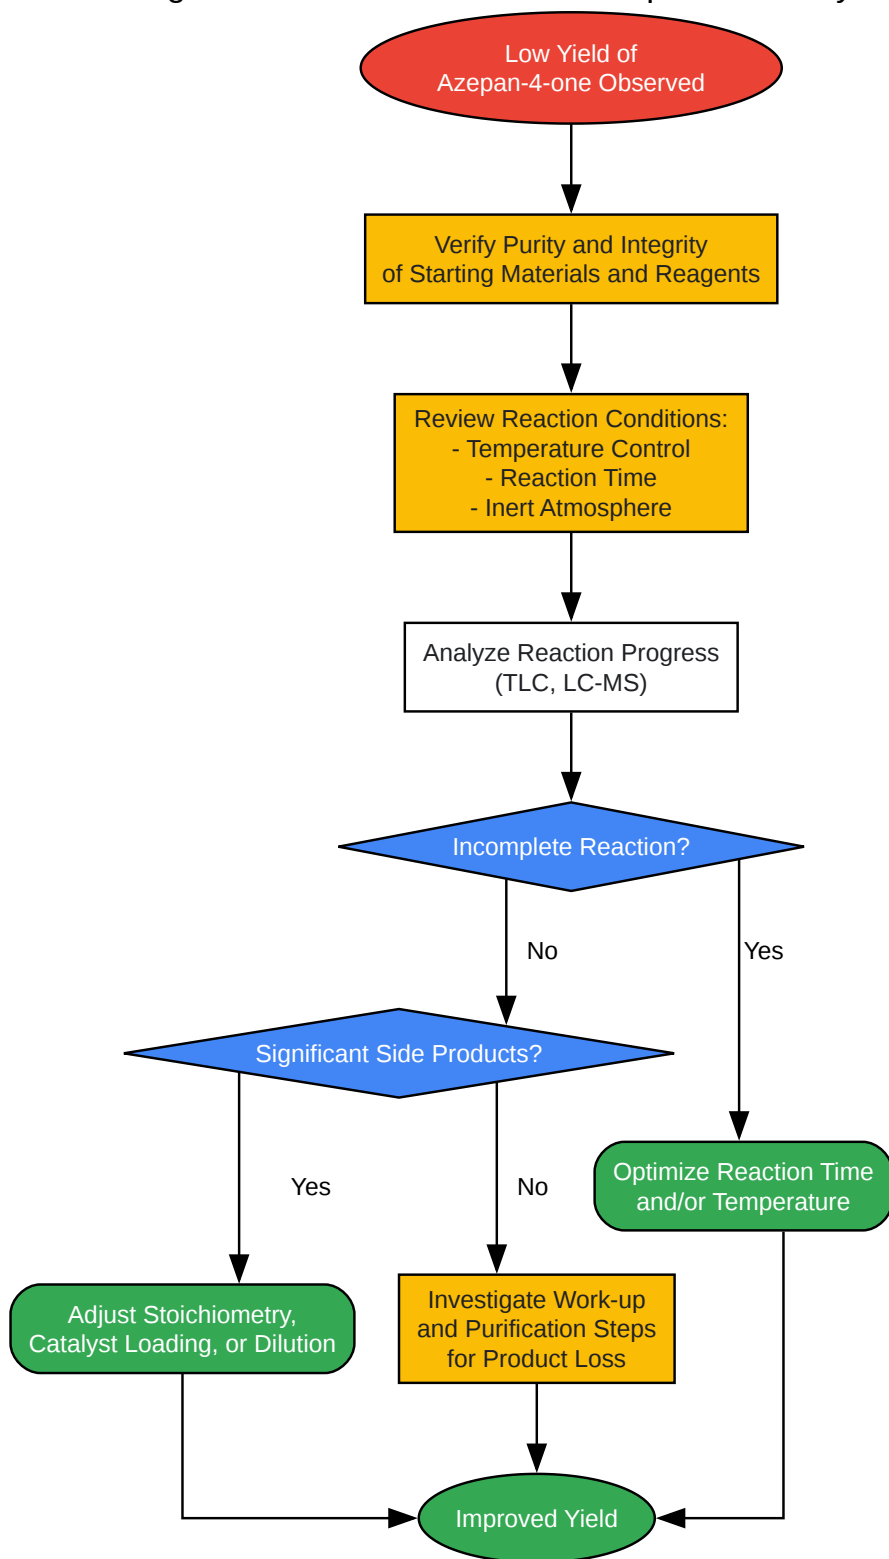 Low Yield of
Azepan-4-one Observed
Verify Purity and Integrity
of Starting Materials and Reagents
Review Reaction Conditions:
- Temperature Control
- Reaction Time
- Inert Atmosphere
Analyze Reaction Progress
(TLC, LC-MS)
Incomplete Reaction?
No
Yes
Significant Side Products?
Yes
No
Optimize Reaction Time
and/or Temperature
Adjust Stoichiometry,
Catalyst Loading, or Dilution
Investigate Work-up
and Purification Steps
for Product Loss
Improved Yield